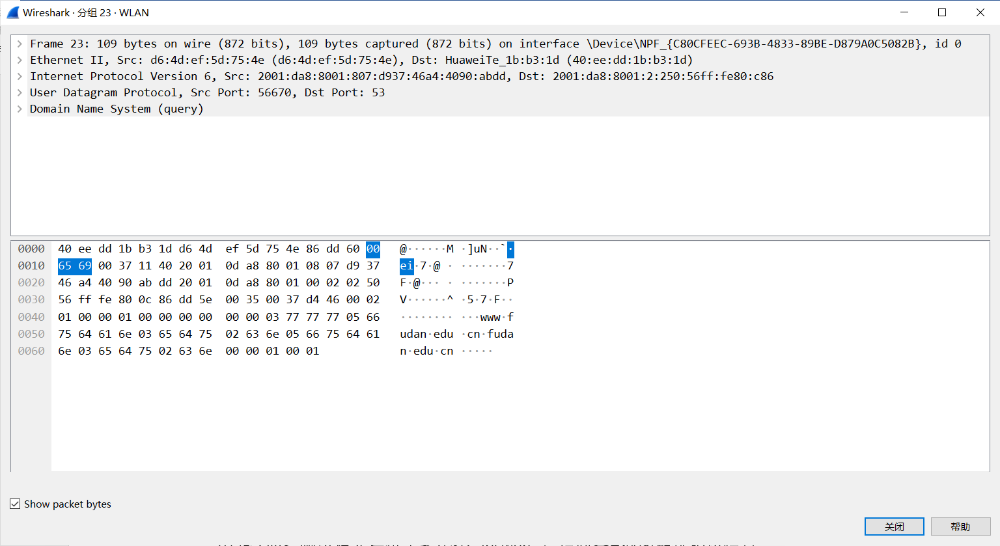 Wireshark · 分组 23 · WLAN
Frame 23: 109 bytes on wire (872 bits), 109 bytes captured (872 bits) on interface \Device\NPF_{C80CFEEC-693B-4833-89BE-D879A0C5082B}, id 0
Ethernet II, Src: d6:4d:ef:5d:75:4e (d6:4d:ef:5d:75:4e), Dst: HuaweiTe_1b:b3:1d (40:ee:dd:1b:b3:1d)
Internet Protocol Version 6, Src: 2001:da8:8001:807:d937:46a4:4090:abdd, Dst: 2001:da8:8001:2:250:56ff:fe80:c86
User Datagram Protocol, Src Port: 56670, Dst Port: 53
Domain Name System (query)
0000 40 ee dd 1b b3 1d d6 4d ef 5d 75 4e 86 dd 60 00 @······M ·]uN··`·
0010 65 69 00 37 11 40 20 01 0d a8 80 01 08 07 d9 37 ei·7·@ · ·······7
0020 46 a4 40 90 ab dd 20 01 0d a8 80 01 00 02 02 50 F·@··· · ·······P
0030 56 ff fe 80 0c 86 dd 5e 00 35 00 37 d4 46 00 02 V······^ ·5·7·F··
0040 01 00 00 01 00 00 00 00 00 00 03 77 77 77 05 66 ········ ···www·f
0050 75 64 61 6e 03 65 64 75 02 63 6e 05 66 75 64 61 udan·edu ·cn·fuda
0060 6e 03 65 64 75 02 63 6e 00 00 01 00 01 n·edu·cn ·····
Show packet bytes
关闭 帮助